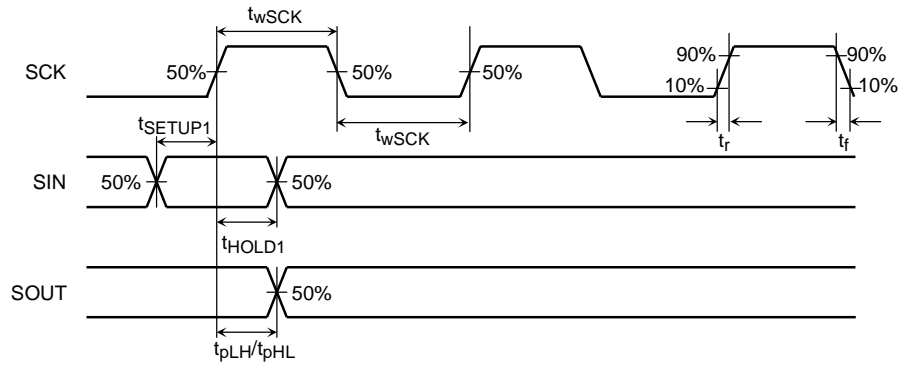 twSCK
SCK
50%
50%
50%
90%
10%
90%
10%
tSETUP1
twSCK
tr
tf
SIN
50%
50%
tHOLD1
SOUT
50%
tpLH/tpHL